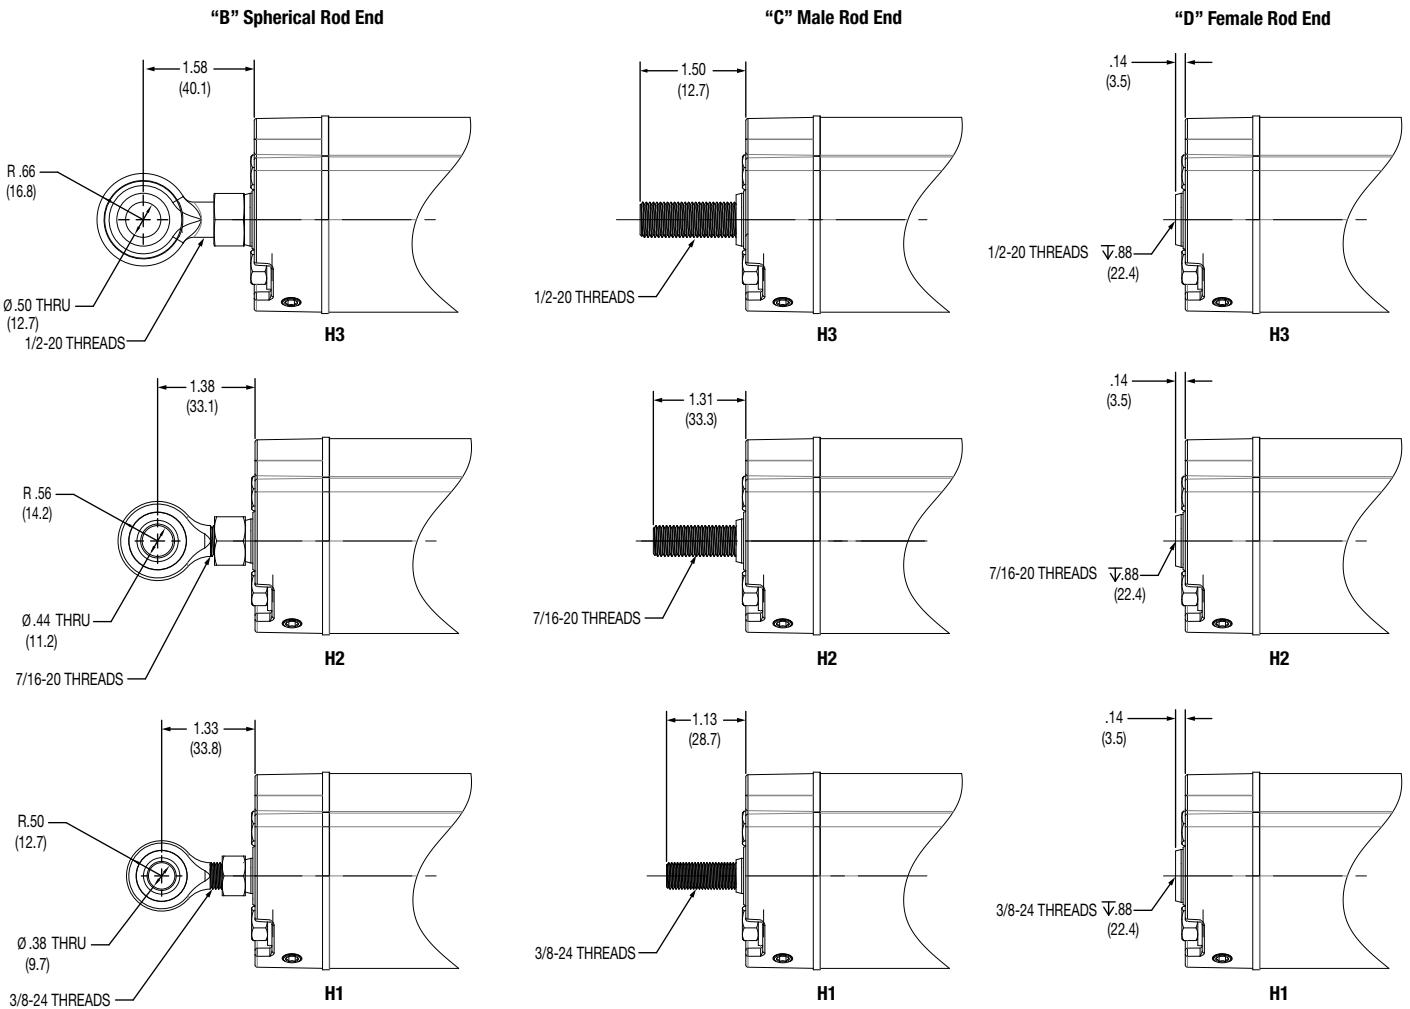 “B” Spherical Rod End
“C” Male Rod End
“D” Female Rod End
1.58
(40.1)
R .66
(16.8)
Ø.50 THRU
(12.7)
1/2-20 THREADS
H3
1.50
(12.7)
1/2-20 THREADS
H3
.14
(3.5)
1/2-20 THREADS ↧.88
(22.4)
H3
1.38
(33.1)
R .56
(14.2)
Ø.44 THRU
(11.2)
7/16-20 THREADS
H2
1.31
(33.3)
7/16-20 THREADS
H2
.14
(3.5)
7/16-20 THREADS ↧.88
(22.4)
H2
1.33
(33.8)
R.50
(12.7)
Ø.38 THRU
(9.7)
3/8-24 THREADS
H1
1.13
(28.7)
3/8-24 THREADS
H1
.14
(3.5)
3/8-24 THREADS ↧.88
(22.4)
H1